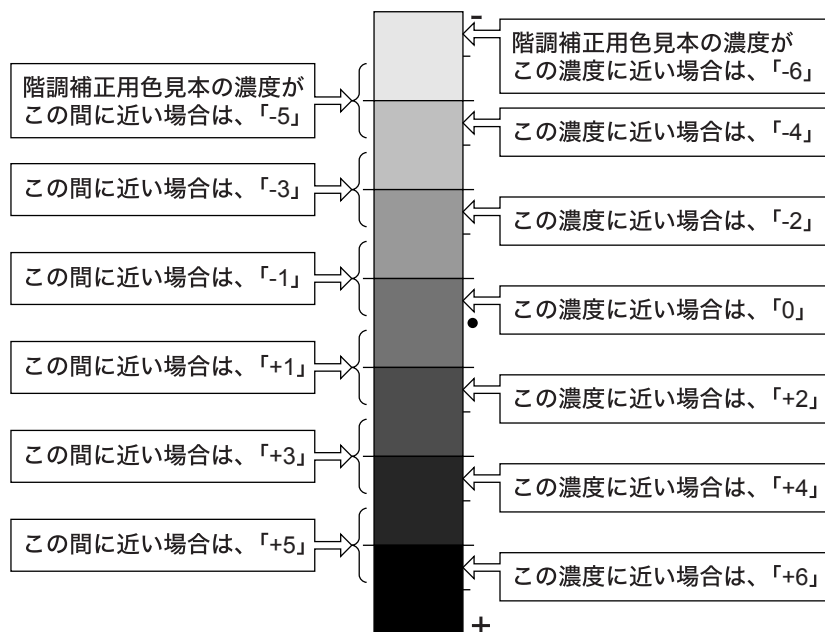 -
階調補正用色見本の濃度が
この濃度に近い場合は、「-6」
階調補正用色見本の濃度が
この間に近い場合は、「-5」
この濃度に近い場合は、「-4」
この間に近い場合は、「-3」
この濃度に近い場合は、「-2」
この間に近い場合は、「-1」
この濃度に近い場合は、「0」
この間に近い場合は、「+1」
この濃度に近い場合は、「+2」
この間に近い場合は、「+3」
この濃度に近い場合は、「+4」
この間に近い場合は、「+5」
この濃度に近い場合は、「+6」
+